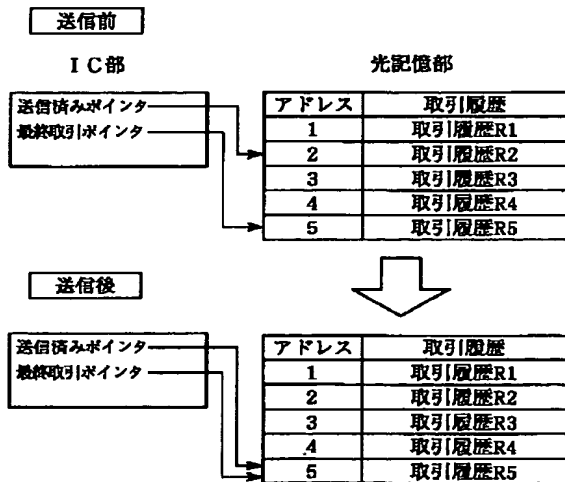 送信前
IC部 光記憶部
送信済みポインタ
最終取引ポインタ
アドレス 取引履歴
1 取引履歴R1
2 取引履歴R2
3 取引履歴R3
4 取引履歴R4
5 取引履歴R5
送信後
送信済みポインタ
最終取引ポインタ
アドレス 取引履歴
1 取引履歴R1
2 取引履歴R2
3 取引履歴R3
4 取引履歴R4
5 取引履歴R5